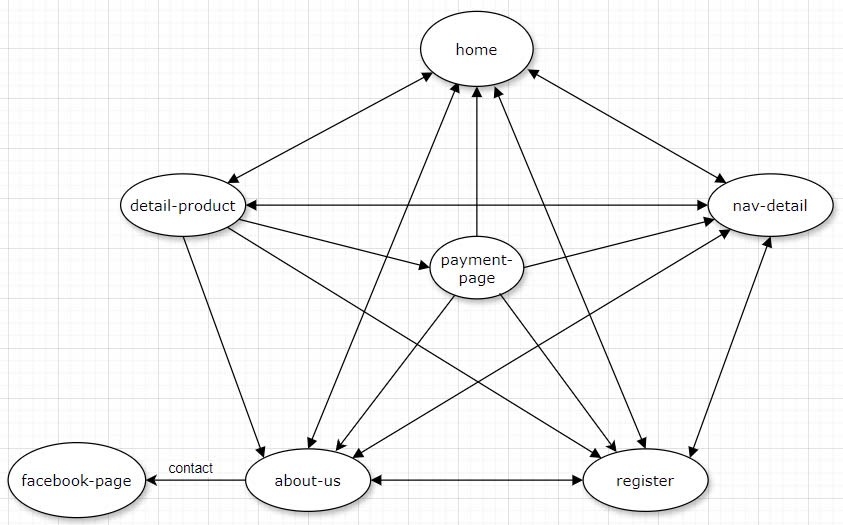 home
detail-product
nav-detail
payment-
page
contact
facebook-page
about-us
register